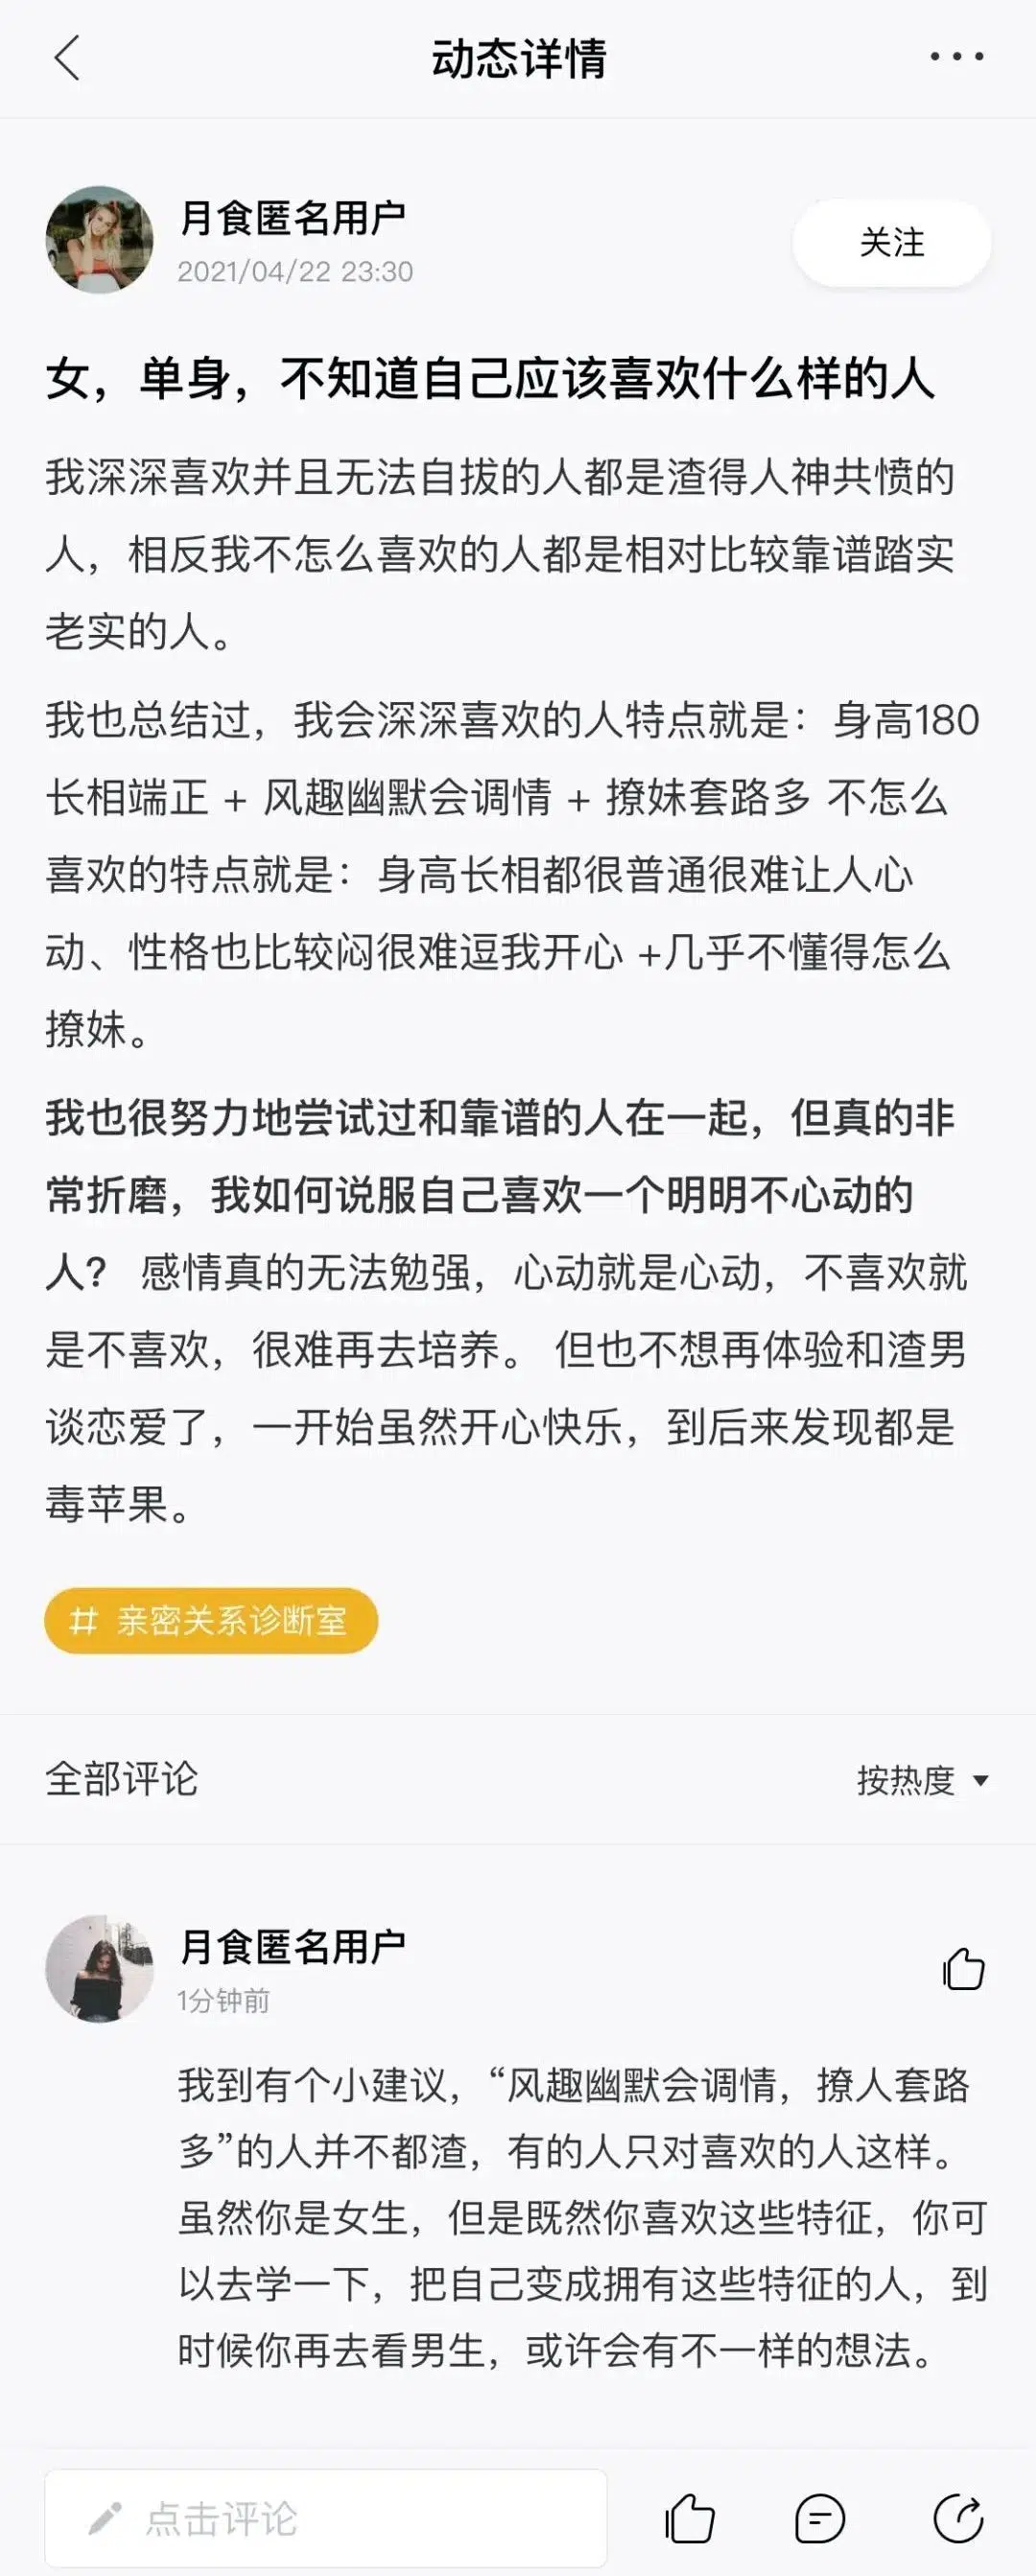 动态详情
月食匿名用户
2021/04/22 23:30
关注
女，单身，不知道自己应该喜欢什么样的人
我深深喜欢并且无法自拔的人都是渣得人神共愤的
人，相反我不怎么喜欢的人都是相对比较靠谱踏实
老实的人。
我也总结过，我会深深喜欢的人特点就是：身高180
长相端正 + 风趣幽默会调情 + 撩妹套路多 不怎么
喜欢的特点就是：身高长相都很普通很难让人心
动、性格也比较闷很难逗我开心 +几乎不懂得怎么
撩妹。
我也很努力地尝试过和靠谱的人在一起，但真的非
常折磨，我如何说服自己喜欢一个明明不心动的
人？ 感情真的无法勉强，心动就是心动，不喜欢就
是不喜欢，很难再去培养。 但也不想再体验和渣男
谈恋爱了，一开始虽然开心快乐，到后来发现都是
毒苹果。
# 亲密关系诊断室
全部评论
按热度
月食匿名用户
1分钟前
我到有个小建议，“风趣幽默会调情，撩人套路
多”的人并不都渣，有的人只对喜欢的人这样。
虽然你是女生，但是既然你喜欢这些特征，你可
以去学一下，把自己变成拥有这些特征的人，到
时候你再去看男生，或许会有不一样的想法。
点击评论